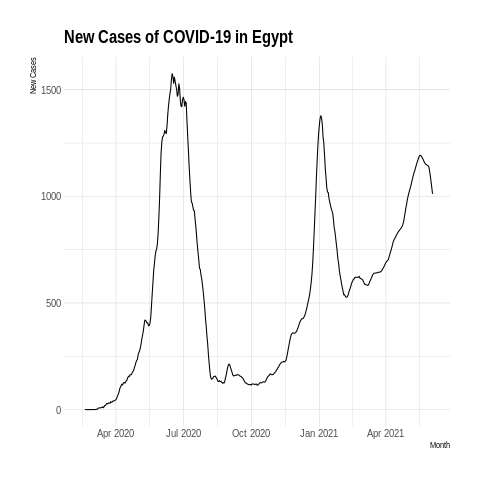 New Cases of COVID-19 in Egypt
New Cases
1500
1000
500
0
Apr 2020 Jul 2020 Oct 2020 Jan 2021 Apr 2021
Month